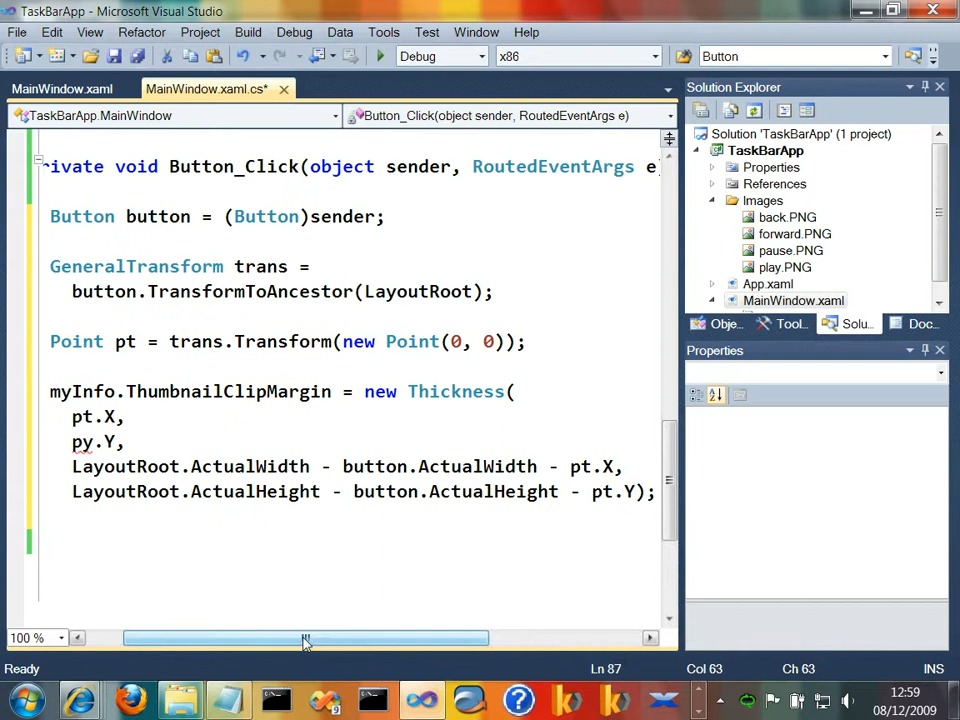 TaskBarApp - Microsoft Visual Studio
File Edit View Refactor Project Build Debug Data Tools Test Window Help
Debug x86 Button
MainWindow.xaml MainWindow.xaml.cs*
TaskBarApp.MainWindow Button_Click(object sender, RoutedEventArgs e)
rivate void Button_Click(object sender, RoutedEventArgs e)
Button button = (Button)sender;
GeneralTransform trans =
button.TransformToAncestor(LayoutRoot);
Point pt = trans.Transform(new Point(0, 0));
myInfo.ThumbnailClipMargin = new Thickness(
pt.X,
py.Y,
LayoutRoot.ActualWidth - button.ActualWidth - pt.X,
LayoutRoot.ActualHeight - button.ActualHeight - pt.Y);
100 %
Solution Explorer
Solution 'TaskBarApp' (1 project)
TaskBarApp
Properties
References
Images
back.PNG
forward.PNG
pause.PNG
play.PNG
App.xaml
MainWindow.xaml
Obje... Tool... Solu... Doc...
Properties
Ready Ln 87 Col 63 Ch 63 INS
12:59
08/12/2009